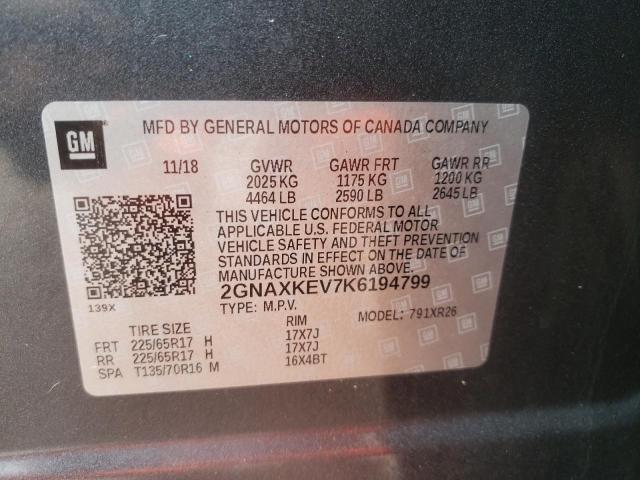 GM
MFD BY GENERAL MOTORS OF CANADA COMPANY
11/18 GVWR GAWR FRT GAWR RR
2025 KG 1175 KG 1200 KG
4464 LB 2590 LB 2645 LB
THIS VEHICLE CONFORMS TO ALL
APPLICABLE U.S. FEDERAL MOTOR
VEHICLE SAFETY AND THEFT PREVENTION
STANDARDS IN EFFECT ON THE DATE OF
MANUFACTURE SHOWN ABOVE.
2GNAXKEV7K6194799
139X
TYPE: M.P.V. MODEL: 791XR26
TIRE SIZE RIM
FRT 225/65R17 H 17X7J
RR 225/65R17 H 17X7J
SPA T135/70R16 M 16X4BT